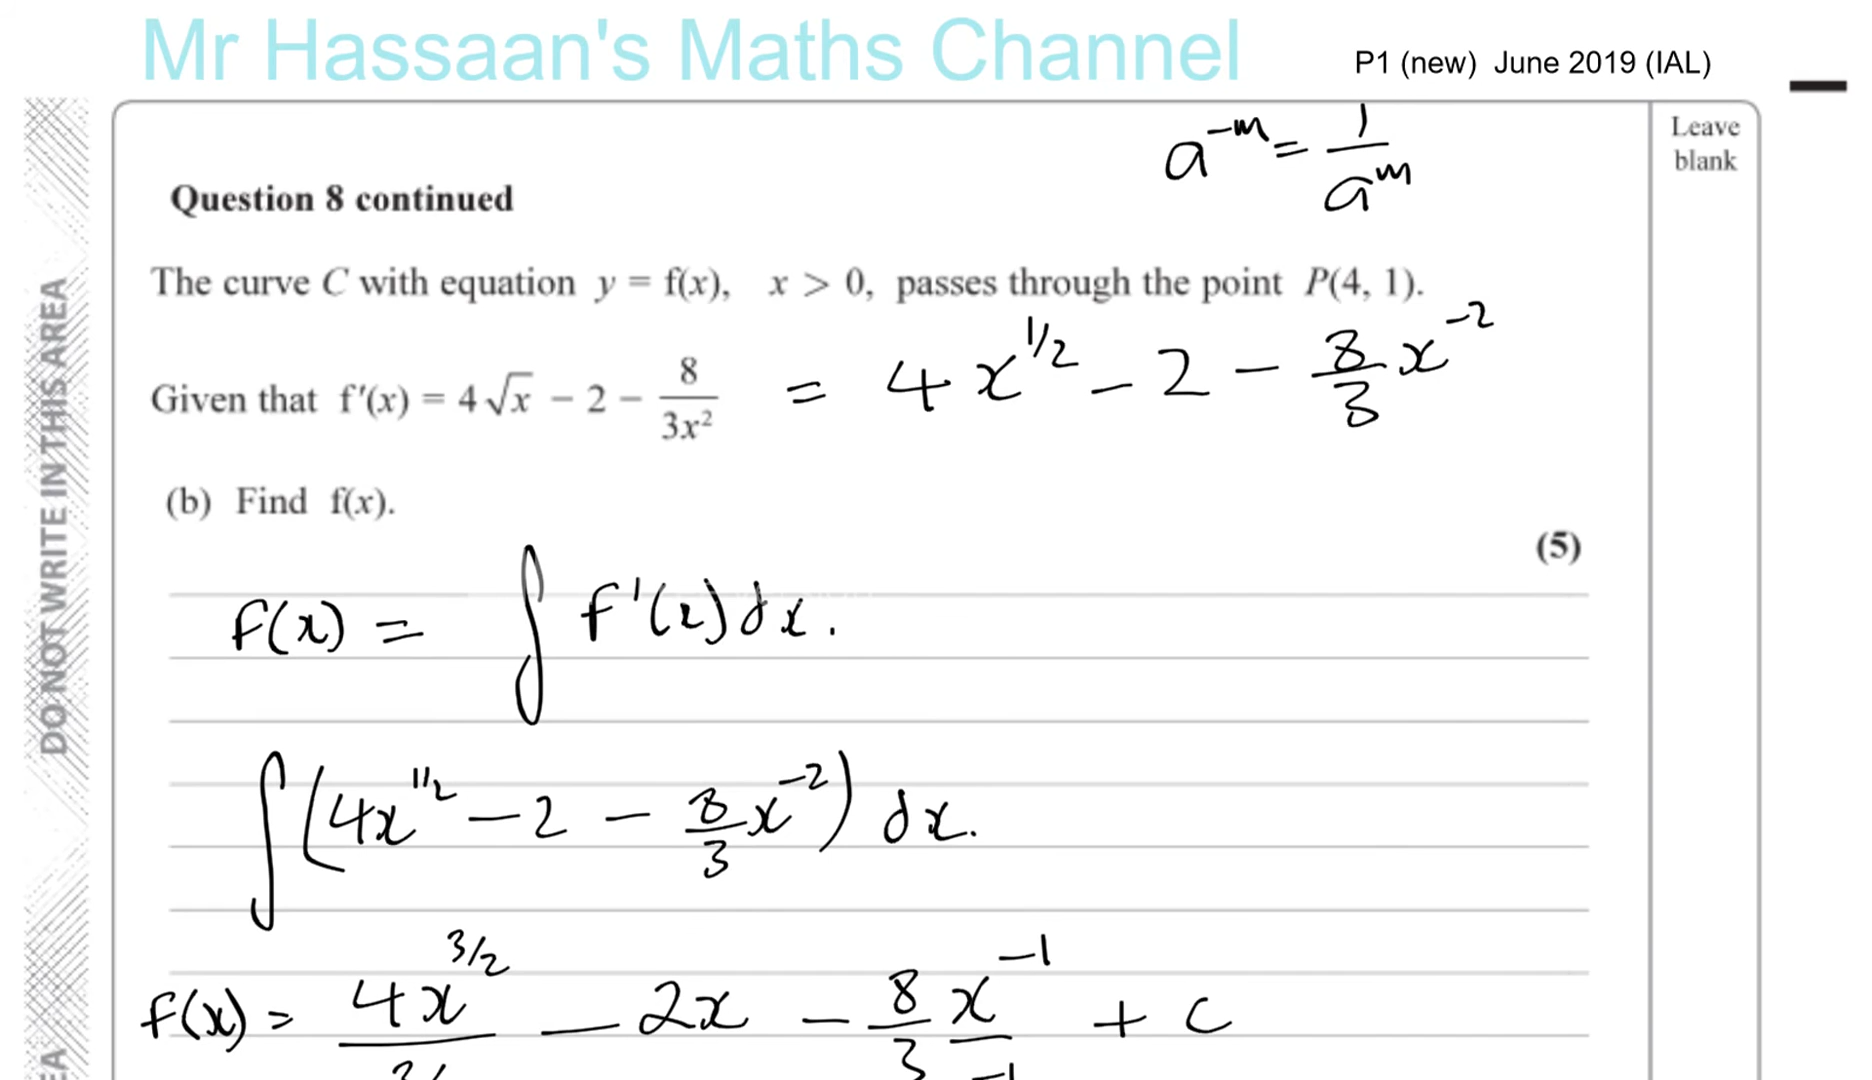 Mr Hassaan's Maths Channel
P1 (new) June 2019 (IAL)
Leave
blank
a^{-m} = 1/a^m
Question 8 continued
The curve C with equation y = f(x), x > 0, passes through the point P(4, 1).
Given that f'(x) = 4√x − 2 − 8/(3x²) = 4x^{1/2} − 2 − 8/3 x^{-2}
(b) Find f(x).
(5)
f(x) = ∫ f'(x) dx.
∫(4x^{1/2} − 2 − 8/3 x^{-2}) dx.
f(x) = 4x^{3/2}/ − 2x − 8/3 x^{-1}/-1 + c
DO NOT WRITE IN THIS AREA
EA